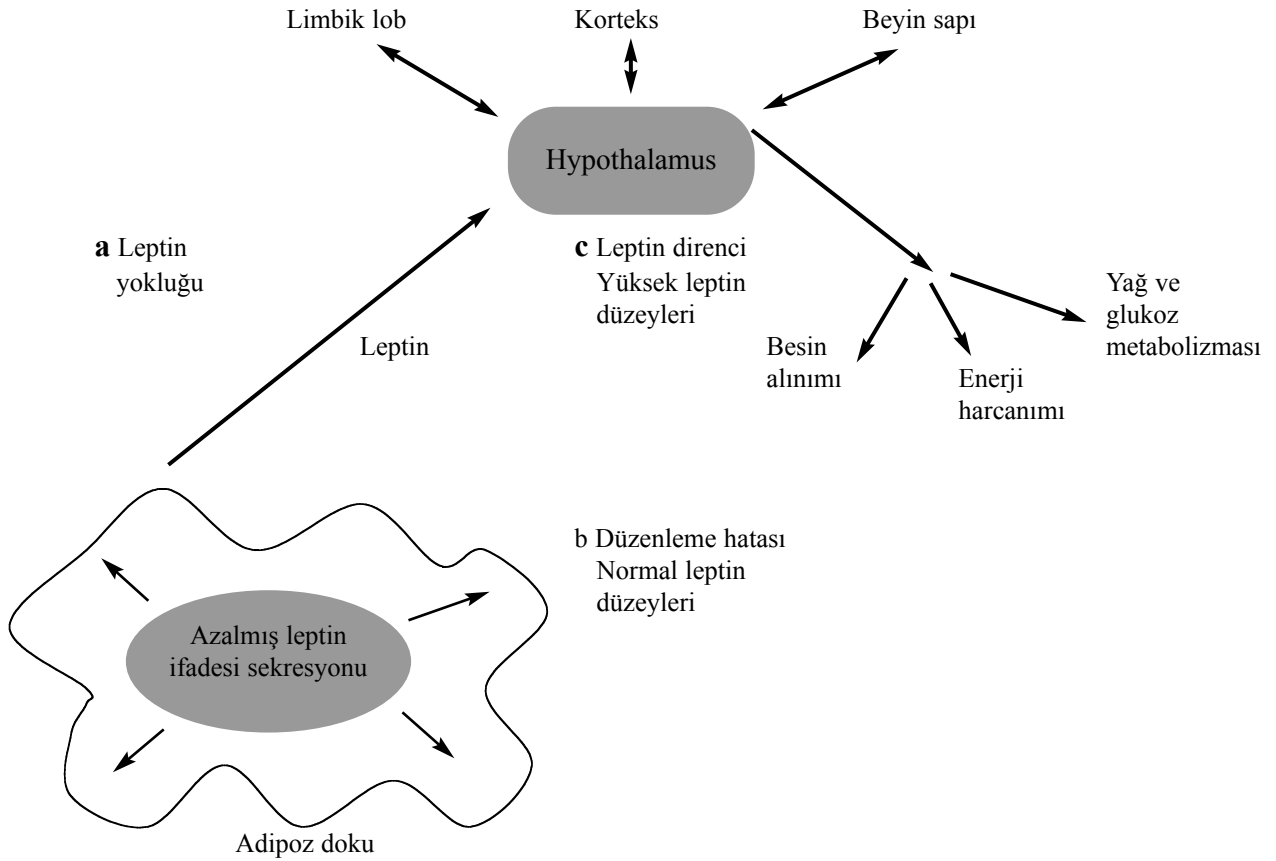 Limbik lob
Korteks
Beyin sapı
Hypothalamus
a Leptin
yokluğu
c Leptin direnci
Yüksek leptin
düzeyleri
Yağ ve
glukoz
metabolizması
Leptin
Besin
alınımı
Enerji
harcanımı
b Düzenleme hatası
Normal leptin
düzeyleri
Azalmış leptin
ifadesi sekresyonu
Adipoz doku